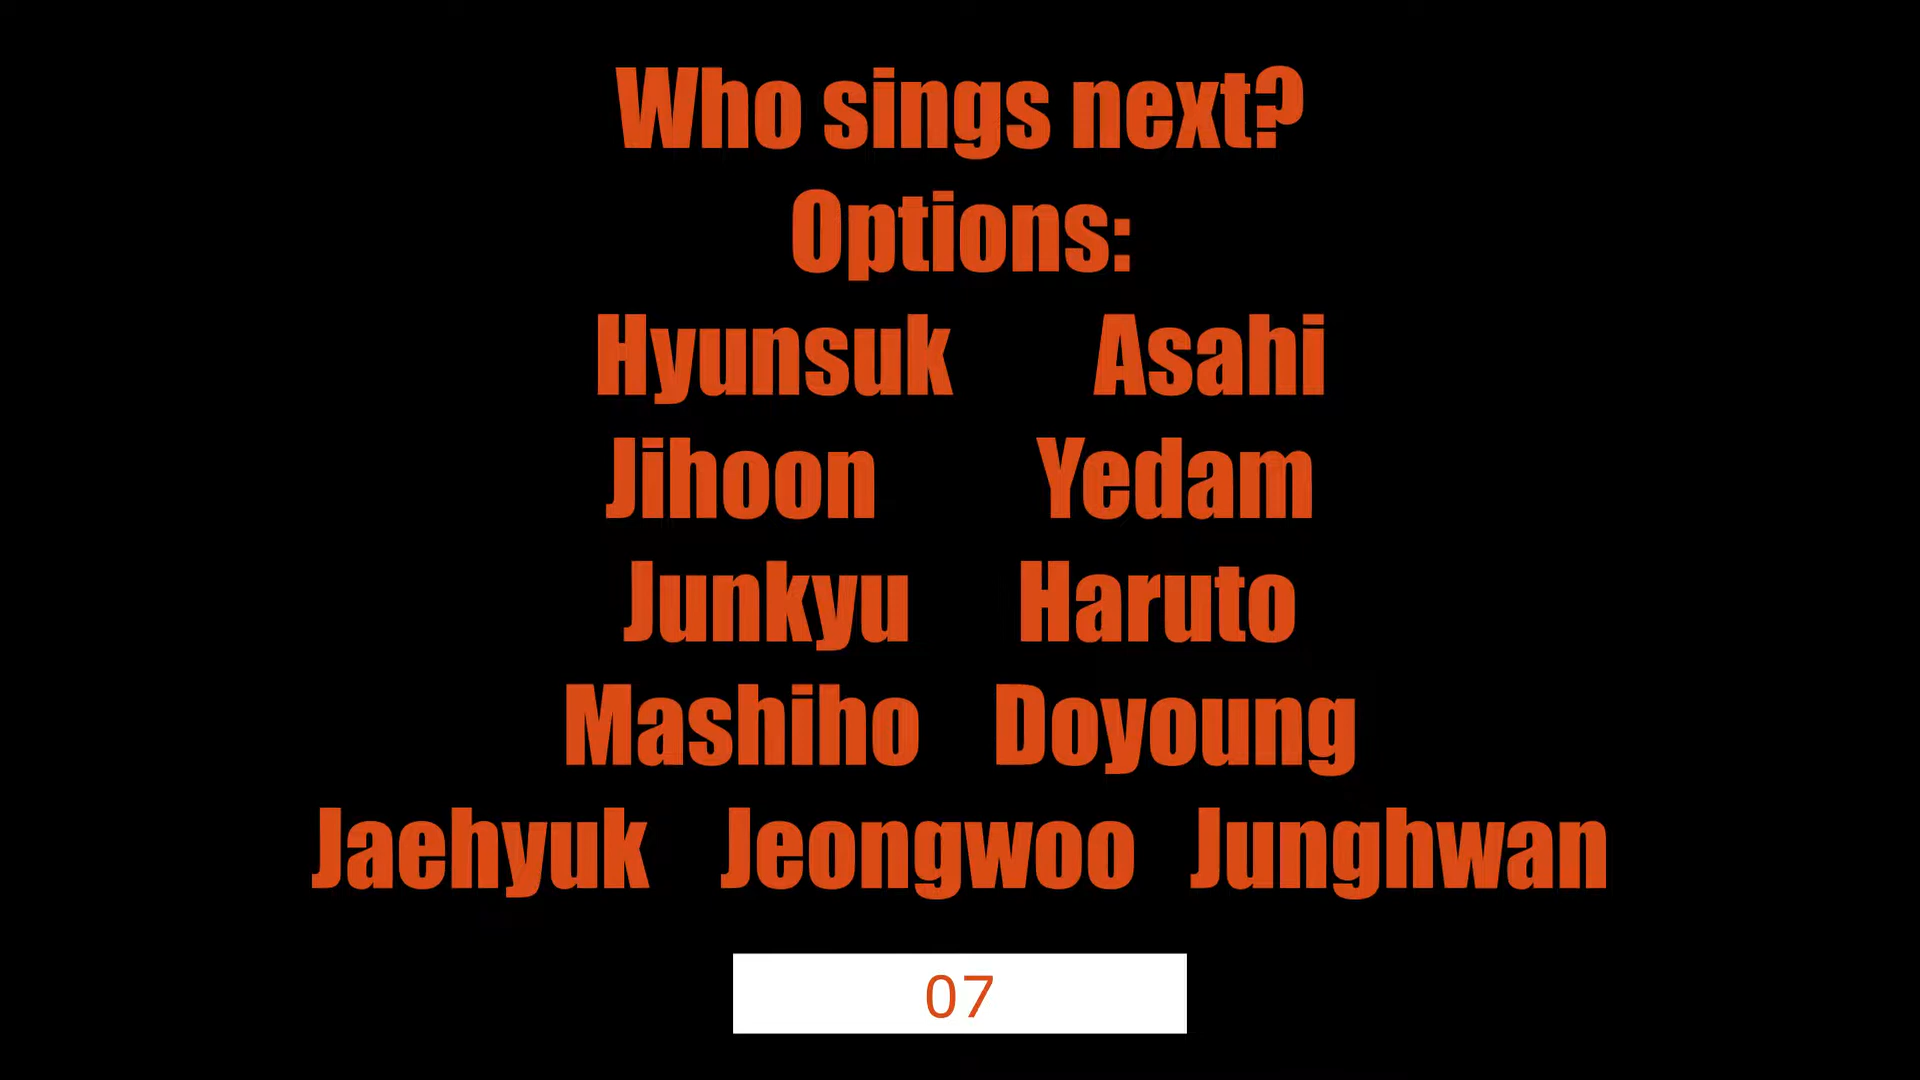 Who sings next?
Options:
Hyunsuk Asahi
Jihoon Yedam
Junkyu Haruto
Mashiho Doyoung
Jaehyuk Jeongwoo Junghwan
07